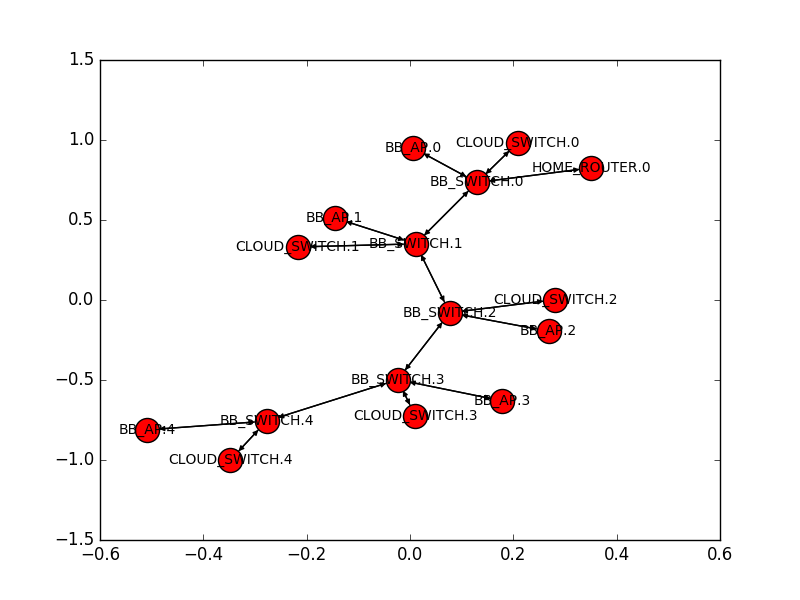 1.5
1.0
0.5
0.0
−0.5
−1.0
−1.5
−0.6
−0.4
−0.2
0.0
0.2
0.4
0.6
CLOUD_SWITCH.0
BB_AP.0
HOME_ROUTER.0
BB_SWITCH.0
BB_AP.1
BB_SWITCH.1
CLOUD_SWITCH.1
CLOUD_SWITCH.2
BB_SWITCH.2
BB_AP.2
BB_SWITCH.3
BB_AP.3
CLOUD_SWITCH.3
BB_SWITCH.4
BB_AP.4
CLOUD_SWITCH.4